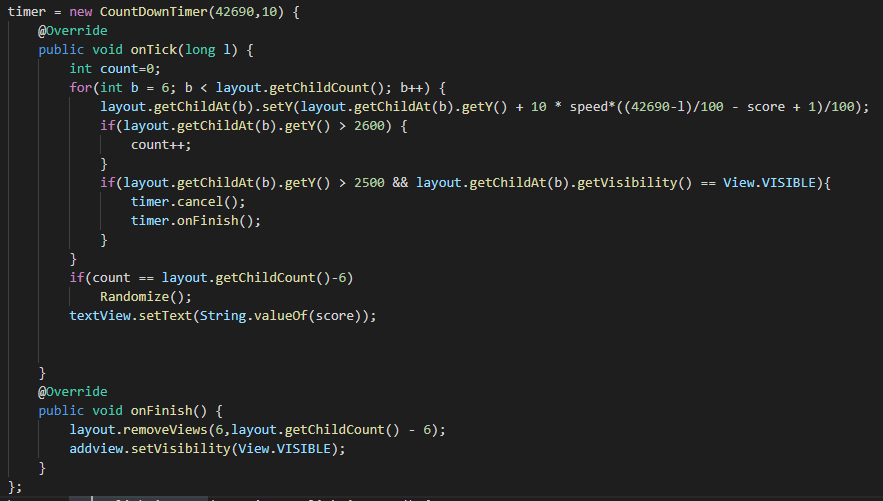 timer = new CountDownTimer(42690,10) {
    @Override
    public void onTick(long l) {
        int count=0;
        for(int b = 6; b < layout.getChildCount(); b++) {
            layout.getChildAt(b).setY(layout.getChildAt(b).getY() + 10 * speed*((42690-l)/100 - score + 1)/100);
            if(layout.getChildAt(b).getY() > 2600) {
                count++;
            }
            if(layout.getChildAt(b).getY() > 2500 && layout.getChildAt(b).getVisibility() == View.VISIBLE){
                timer.cancel();
                timer.onFinish();
            }
        }
        if(count == layout.getChildCount()-6)
            Randomize();
        textView.setText(String.valueOf(score));
    }
    @Override
    public void onFinish() {
        layout.removeViews(6,layout.getChildCount() - 6);
        addview.setVisibility(View.VISIBLE);
    }
};